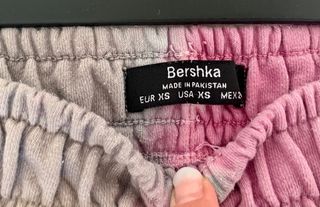 Bershka
MADE IN PAKISTAN
EUR XS USA XS MEX